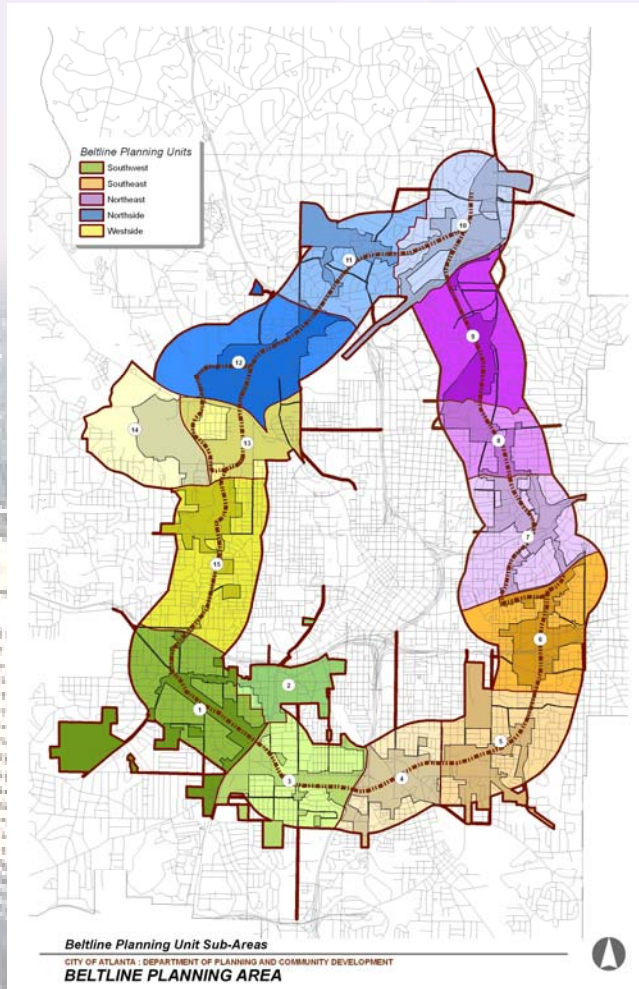 Beltline Planning Units
Southwest
Southeast
Northeast
Northside
Westside
10
11
9
12
14
13
8
7
15
6
2
1
5
4
3
Beltline Planning Unit Sub-Areas
CITY OF ATLANTA : DEPARTMENT OF PLANNING AND COMMUNITY DEVELOPMENT
BELTLINE PLANNING AREA